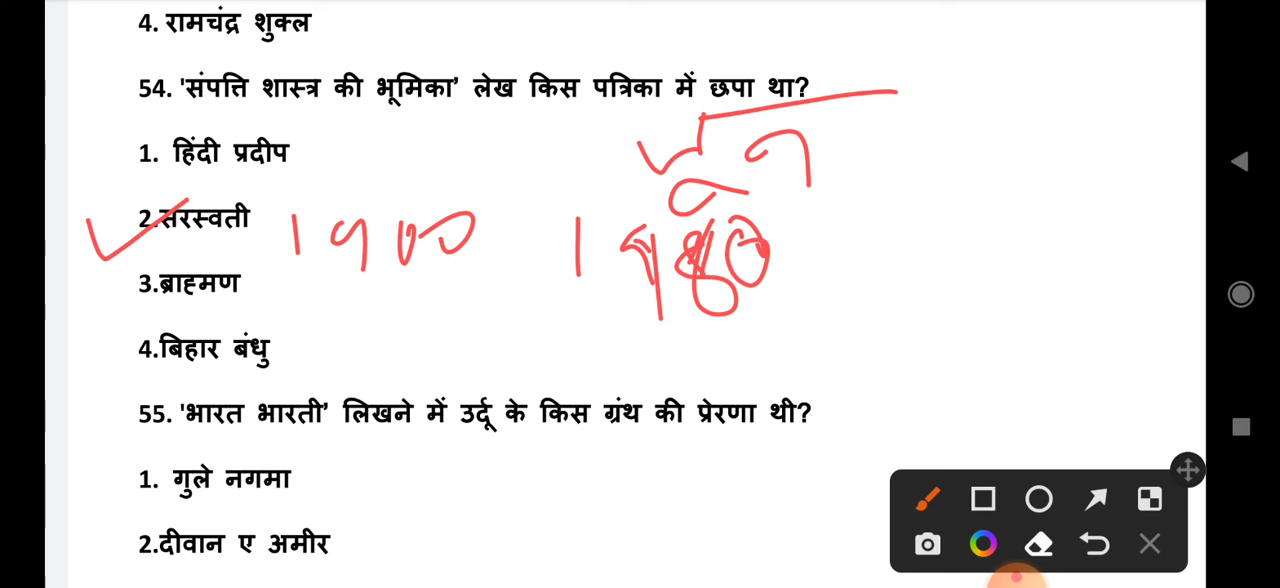 4. रामचंद्र शुक्ल
54. 'संपत्ति शास्त्र की भूमिका’ लेख किस पत्रिका में छपा था?
1. हिंदी प्रदीप
2.सरस्वती 1900
3.ब्राह्मण
4.बिहार बंधु
55. 'भारत भारती’ लिखने में उर्दू के किस ग्रंथ की प्रेरणा थी?
1. गुले नगमा
2.दीवान ए अमीर